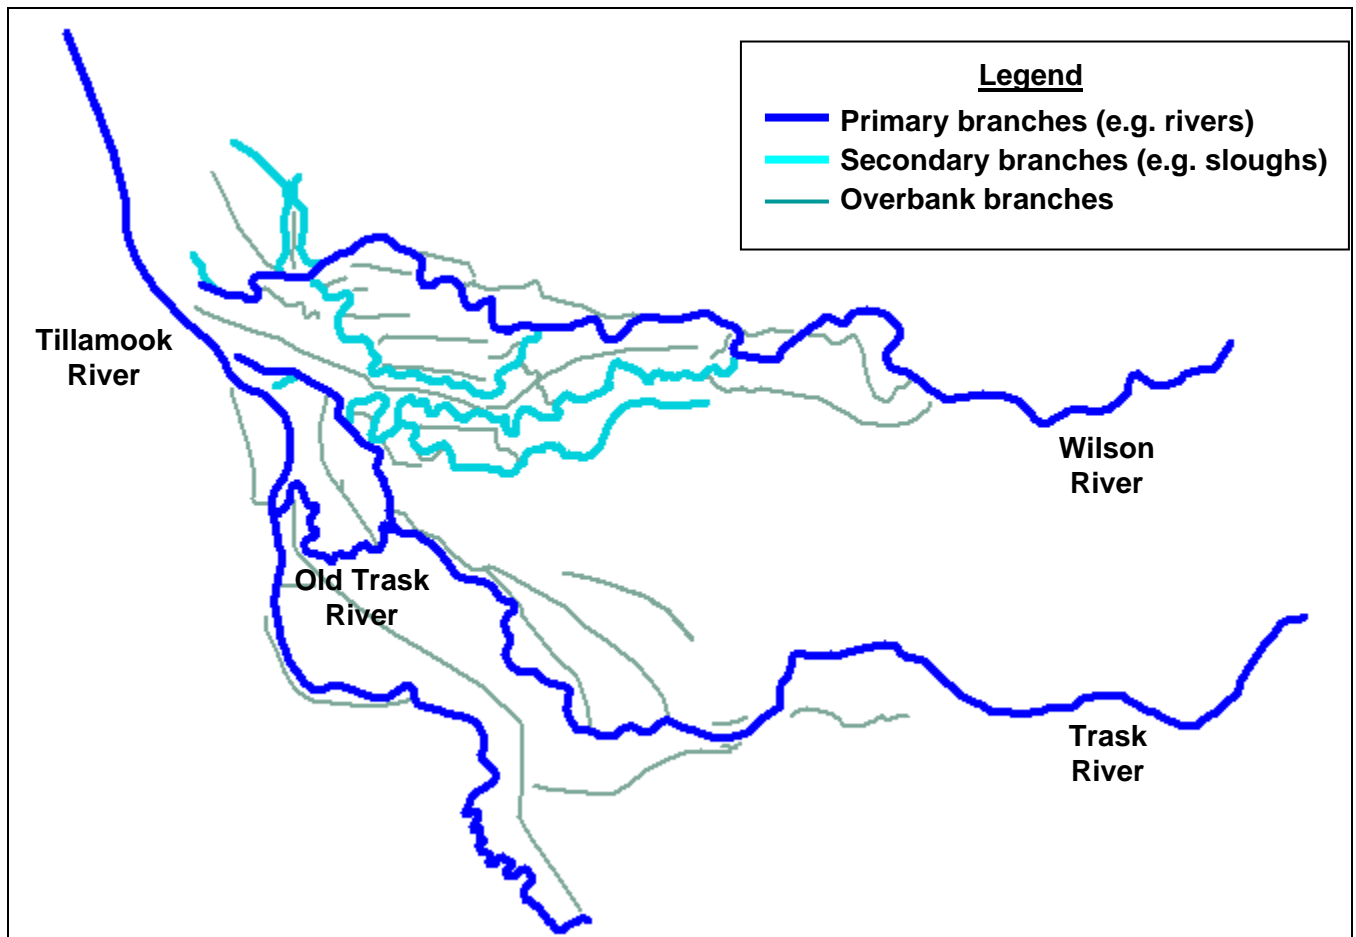 Legend
Primary branches (e.g. rivers)
Secondary branches (e.g. sloughs)
Overbank branches
Tillamook
River
Wilson
River
Old Trask
River
Trask
River